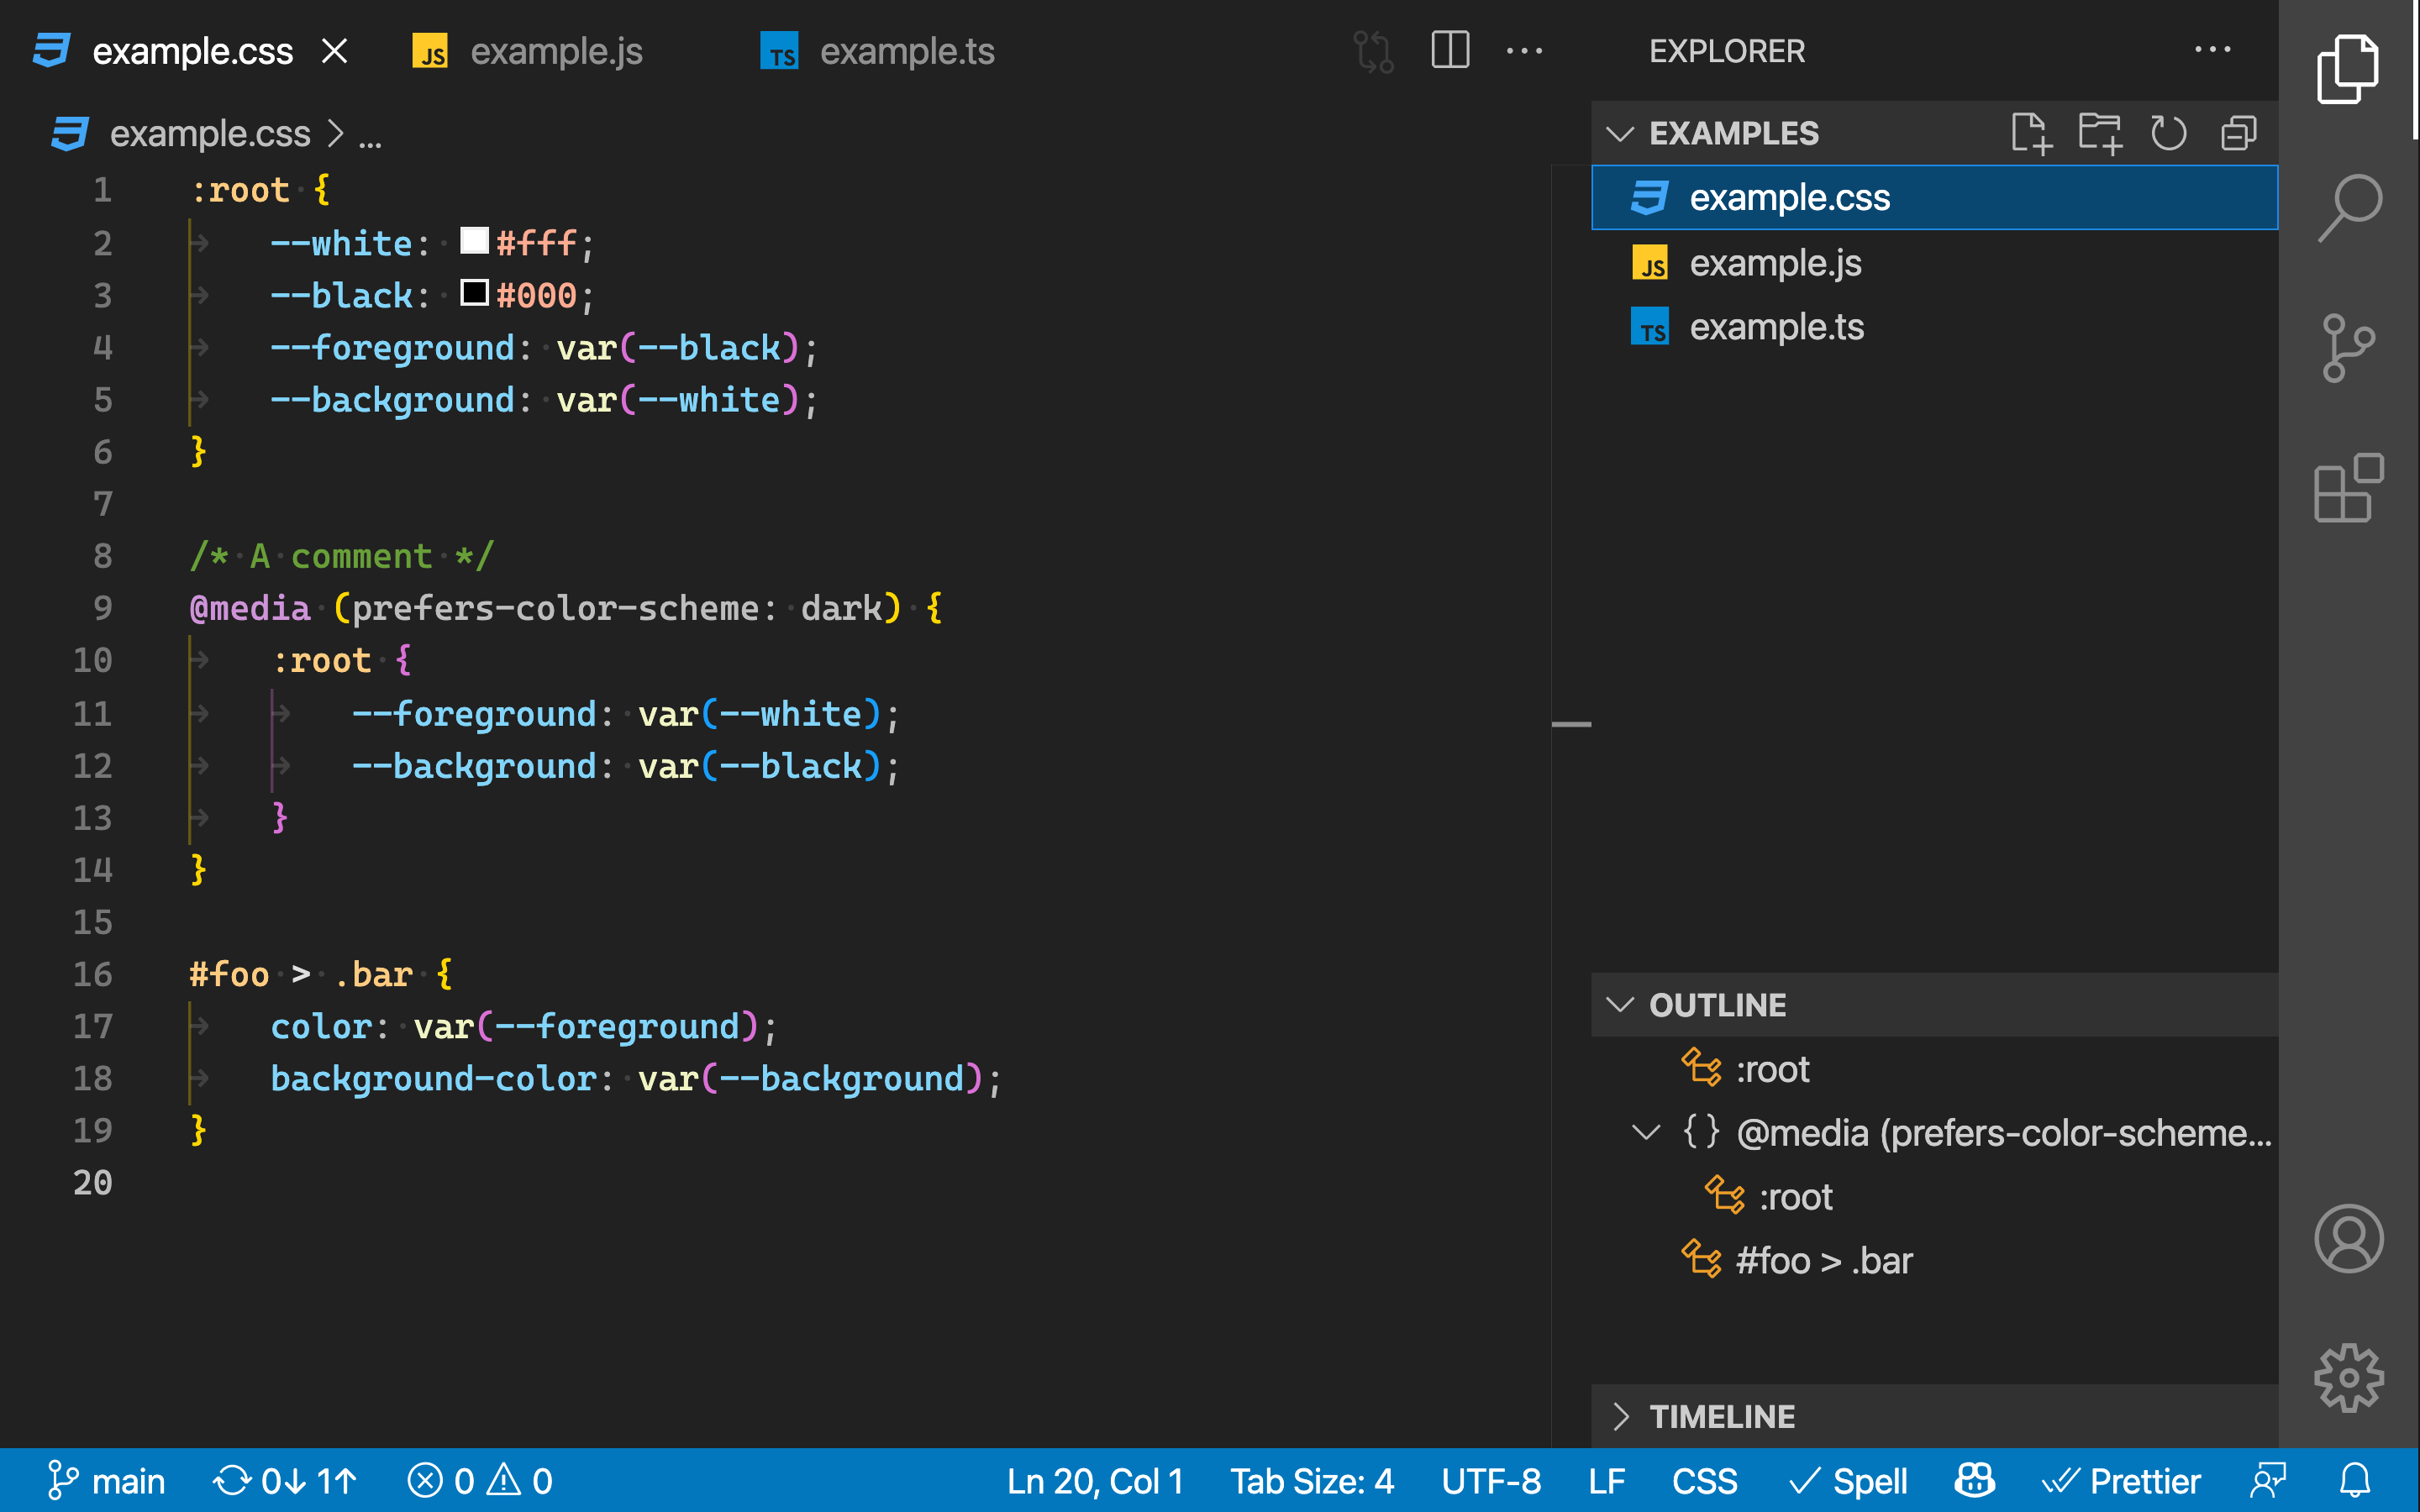 example.css
example.js
example.ts
example.css > ...
1 :root {
2 --white: #fff;
3 --black: #000;
4 --foreground: var(--black);
5 --background: var(--white);
6 }
7
8 /* A comment */
9 @media (prefers-color-scheme: dark) {
10 :root {
11 --foreground: var(--white);
12 --background: var(--black);
13 }
14 }
15
16 #foo > .bar {
17 color: var(--foreground);
18 background-color: var(--background);
19 }
20
EXPLORER
EXAMPLES
example.css
JS example.js
TS example.ts
OUTLINE
:root
{} @media (prefers-color-scheme...
:root
#foo > .bar
TIMELINE
main 0↓ 1↑ 0 0 Ln 20, Col 1 Tab Size: 4 UTF-8 LF CSS Spell Prettier